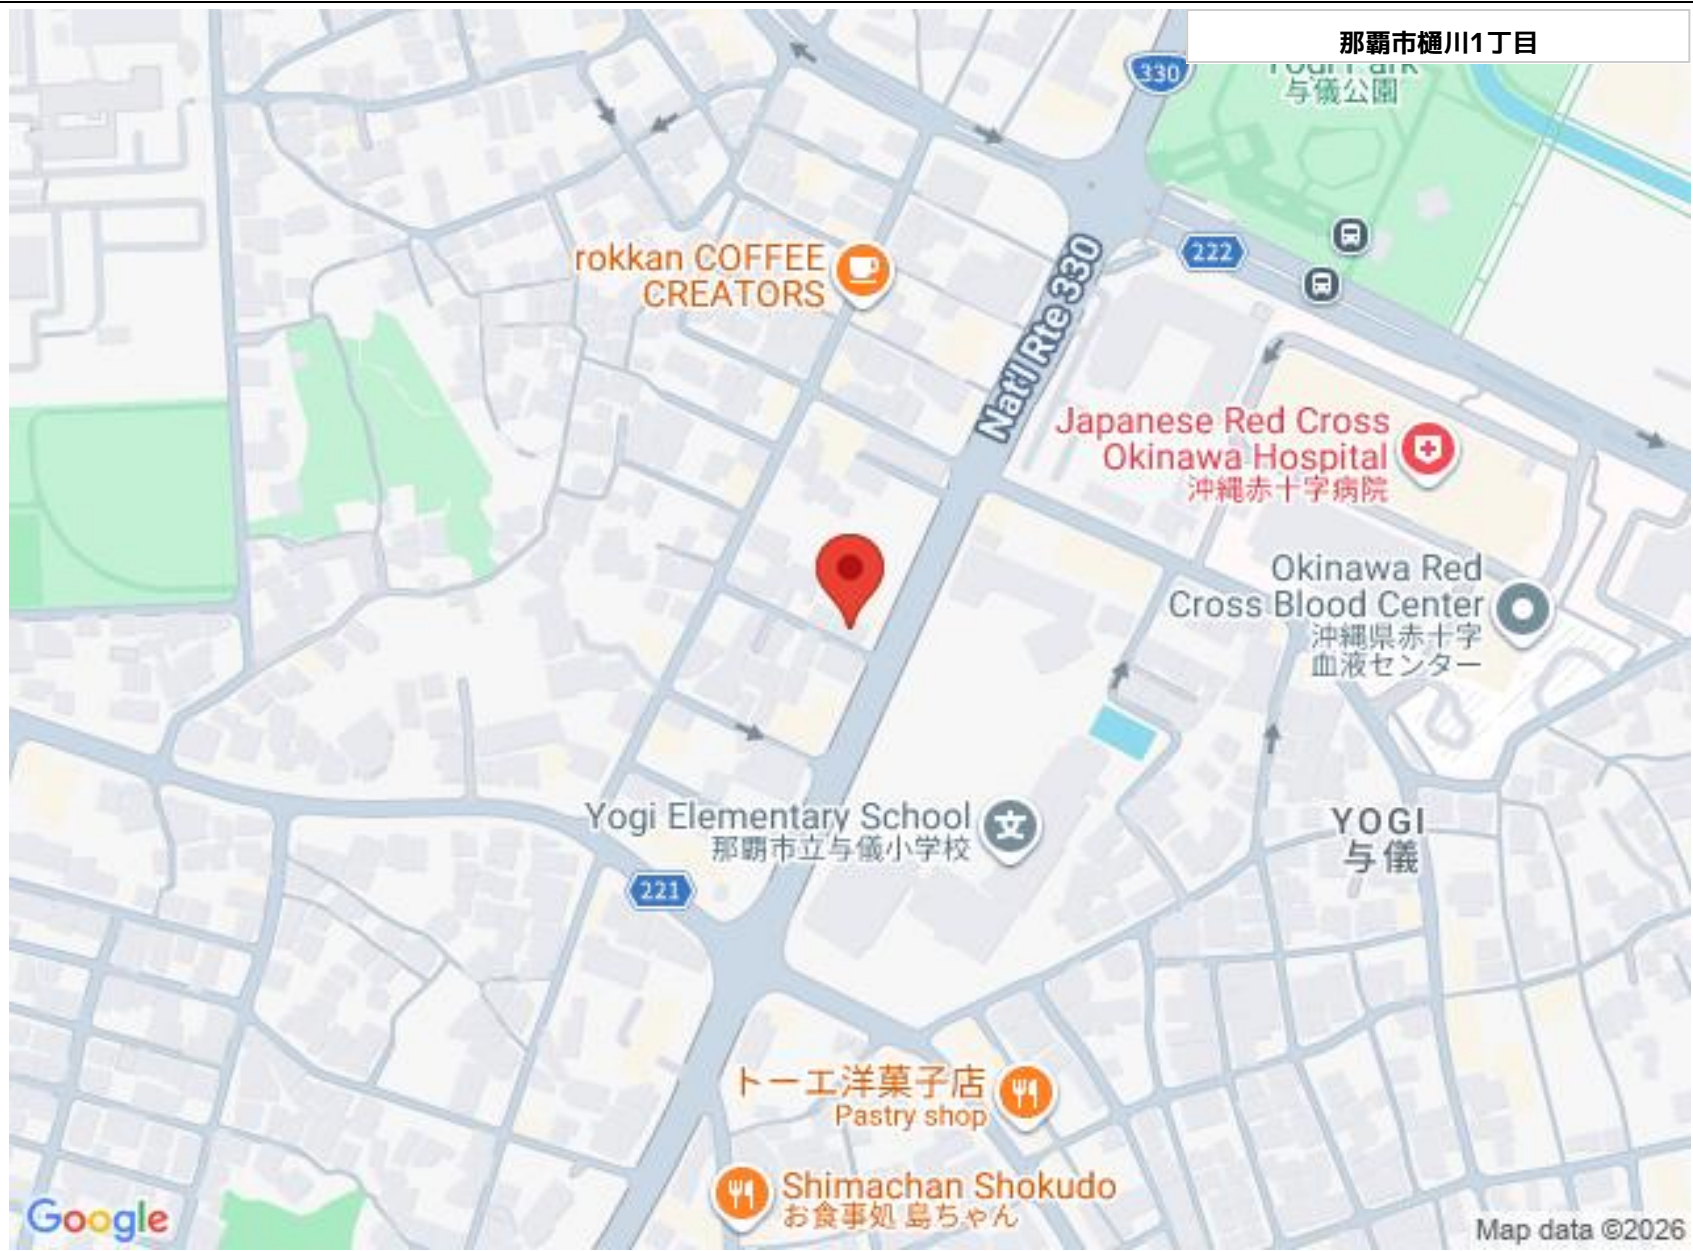 那覇市樋川1丁目
330
与儀公園
222
rokkan COFFEE
CREATORS
Nat'l Rte 330
Japanese Red Cross
Okinawa Hospital
沖縄赤十字病院
Okinawa Red
Cross Blood Center
沖縄県赤十字
血液センター
Yogi Elementary School
那覇市立与儀小学校
文
YOGI
与儀
221
トーエ洋菓子店
Pastry shop
Shimachan Shokudo
お食事処 島ちゃん
Google
Map data ©2026